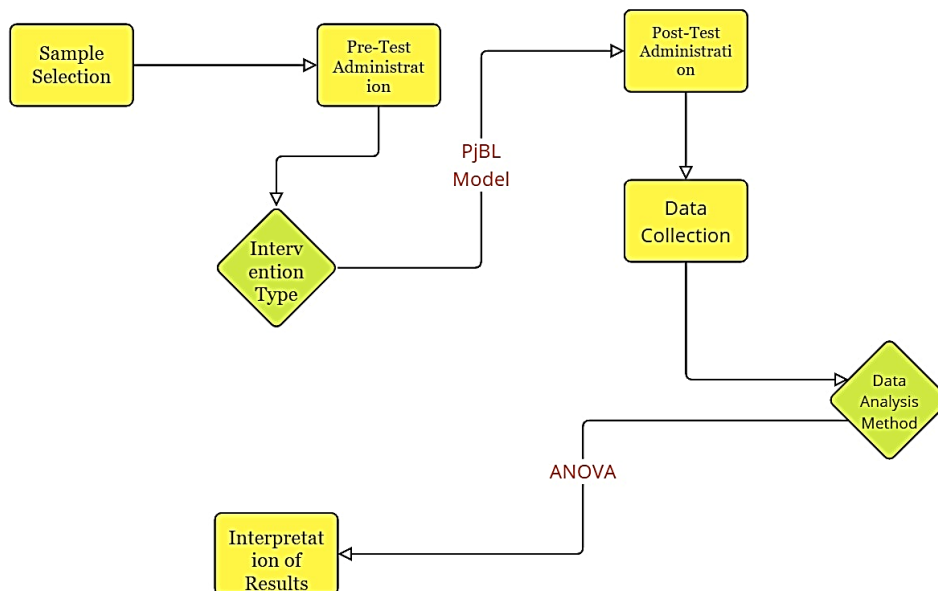 Sample
Selection
Pre-Test
Administrat
ion
Post-Test
Administrati
on
PjBL
Model
Data
Collection
Interv
ention
Type
Data
Analysis
Method
ANOVA
Interpretat
ion of
Results